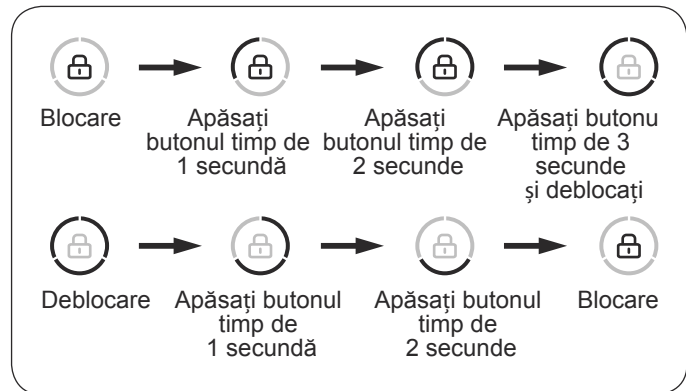 Blocare
Apăsați
butonul timp de
1 secundă
Apăsați
butonul timp de
2 secunde
Apăsați butonu
timp de 3
secunde
și deblocați
Deblocare
Apăsați butonul
timp de
1 secundă
Apăsați butonul
timp de
2 secunde
Blocare